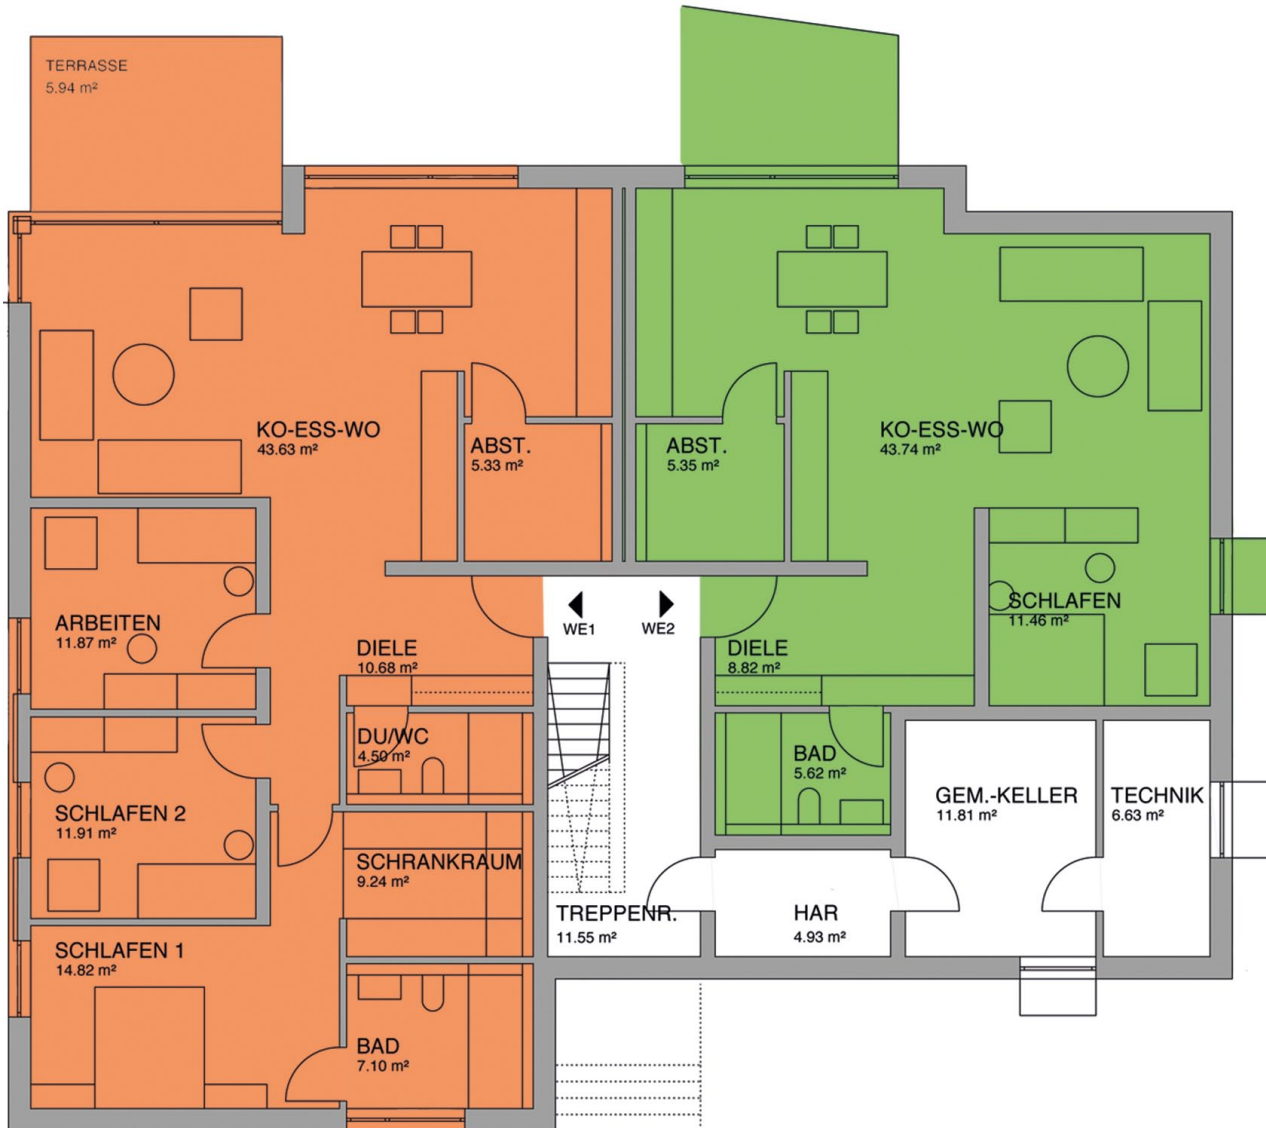 TERRASSE
5.94 m²
KO-ESS-WO
43.63 m²
ABST.
5.33 m²
ABST.
5.35 m²
KO-ESS-WO
43.74 m²
ARBEITEN
11.87 m²
WE1
WE2
SCHLAFEN
11.46 m²
DIELE
10.68 m²
DIELE
8.82 m²
DU/WC
4.50 m²
BAD
5.62 m²
SCHLAFEN 2
11.91 m²
GEM.-KELLER
11.81 m²
TECHNIK
6.63 m²
SCHRANKRAUM
9.24 m²
TREPPENR.
11.55 m²
HAR
4.93 m²
SCHLAFEN 1
14.82 m²
BAD
7.10 m²